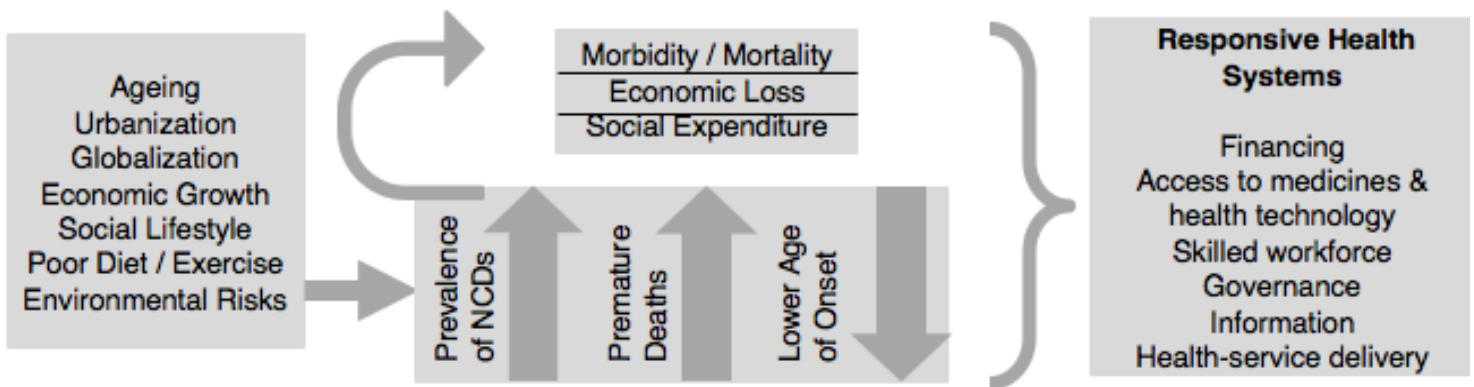 Ageing
Urbanization
Globalization
Economic Growth
Social Lifestyle
Poor Diet / Exercise
Environmental Risks
Morbidity / Mortality
Economic Loss
Social Expenditure
Prevalence
of NCDs
Premature
Deaths
Lower Age
of Onset
Responsive Health
Systems
Financing
Access to medicines &
health technology
Skilled workforce
Governance
Information
Health-service delivery